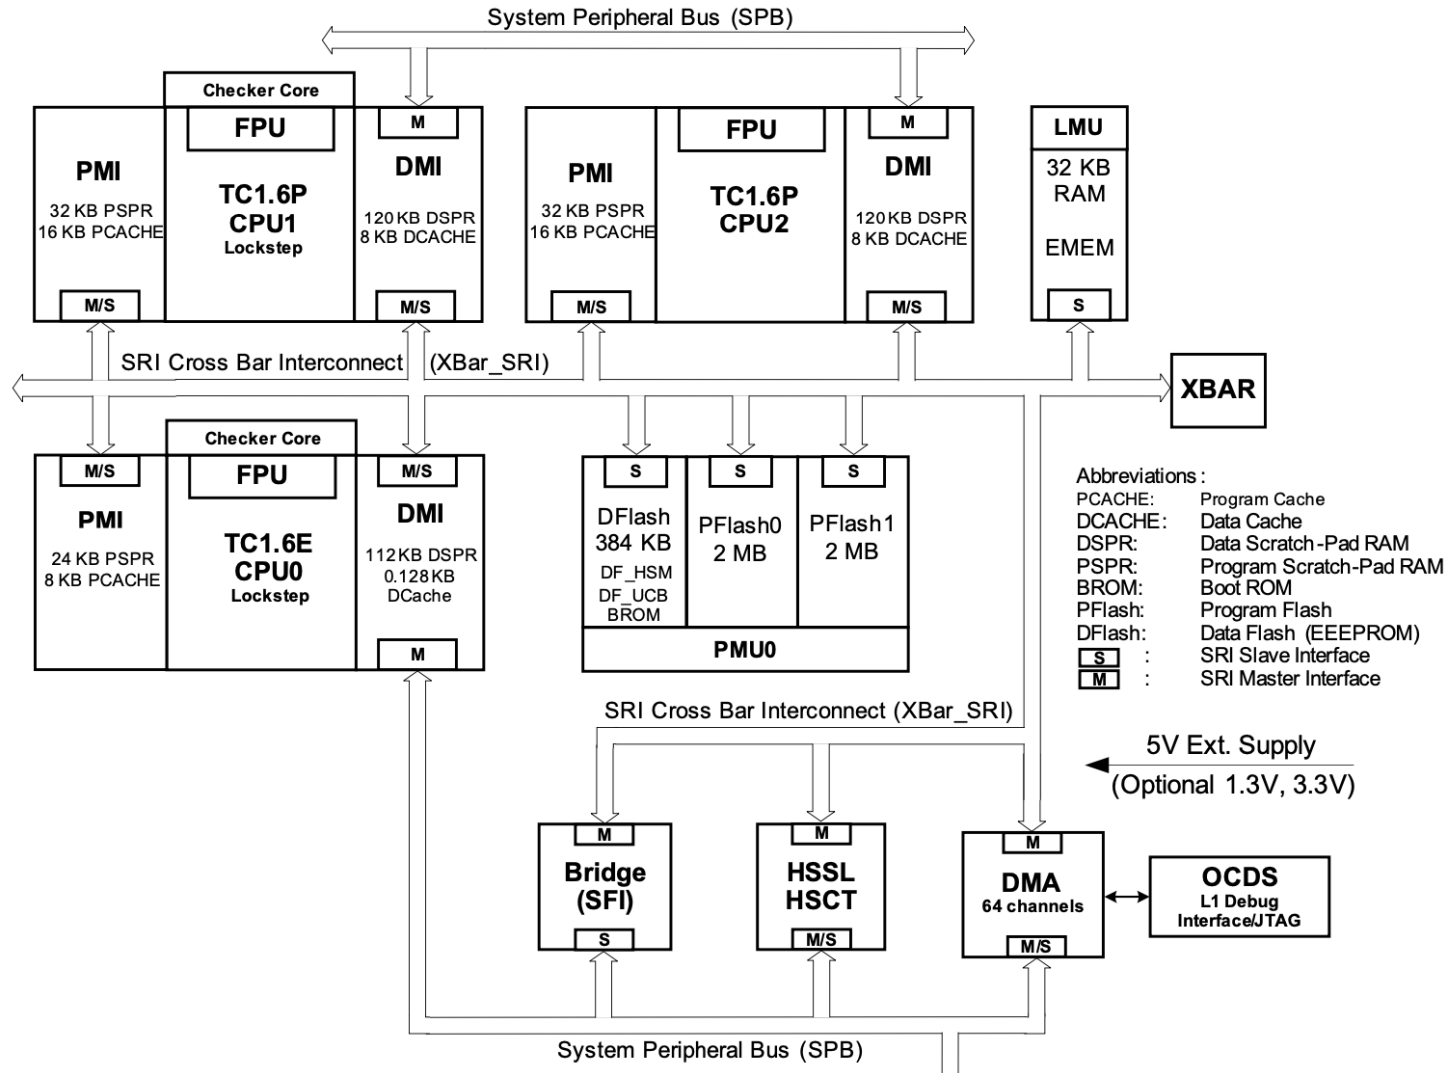 System Peripheral Bus (SPB)
Checker Core
PMI
32 KB PSPR
16 KB PCACHE
M/S
FPU
TC1.6P
CPU1
Lockstep
M
DMI
120 KB DSPR
8 KB DCACHE
M/S
PMI
32 KB PSPR
16 KB PCACHE
M/S
FPU
TC1.6P
CPU2
M
DMI
120 KB DSPR
8 KB DCACHE
M/S
LMU
32 KB
RAM
EMEM
S
SRI Cross Bar Interconnect (XBar_SRI)
XBAR
Checker Core
M/S
PMI
24 KB PSPR
8 KB PCACHE
FPU
TC1.6E
CPU0
Lockstep
M/S
DMI
112 KB DSPR
0.128 KB
DCache
M
S
DFlash
384 KB
DF_HSM
DF_UCB
BROM
S
PFlash0
2 MB
S
PFlash1
2 MB
PMU0
Abbreviations :
PCACHE: Program Cache
DCACHE: Data Cache
DSPR: Data Scratch-Pad RAM
PSPR: Program Scratch-Pad RAM
BROM: Boot ROM
PFlash: Program Flash
DFlash: Data Flash (EEEPROM)
S : SRI Slave Interface
M : SRI Master Interface
SRI Cross Bar Interconnect (XBar_SRI)
5V Ext. Supply
(Optional 1.3V, 3.3V)
M
Bridge
(SFI)
S
M
HSSL
HSCT
M/S
M
DMA
64 channels
M/S
OCDS
L1 Debug
Interface/JTAG
System Peripheral Bus (SPB)